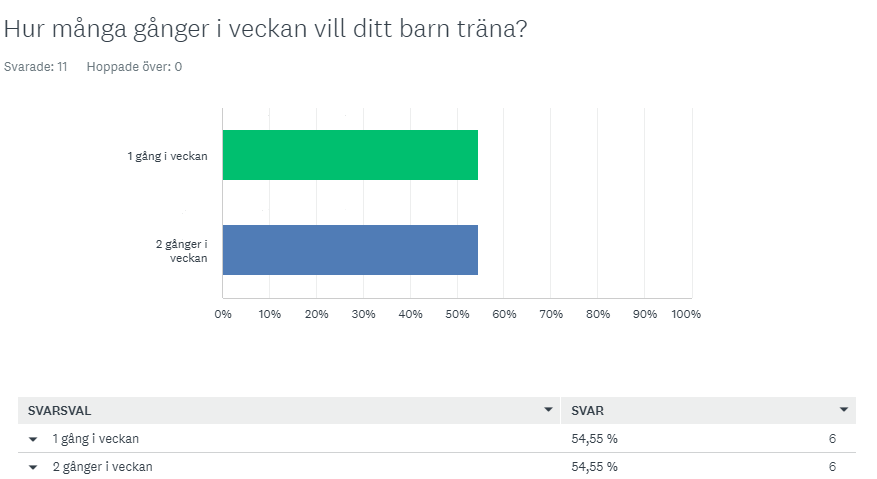 Hur många gånger i veckan vill ditt barn träna?
Svarade: 11 Hoppade över: 0
1 gång i veckan
2 gånger i
veckan
0% 10% 20% 30% 40% 50% 60% 70% 80% 90% 100%
SVARSVAL SVAR
1 gång i veckan 54,55 % 6
2 gånger i veckan 54,55 % 6